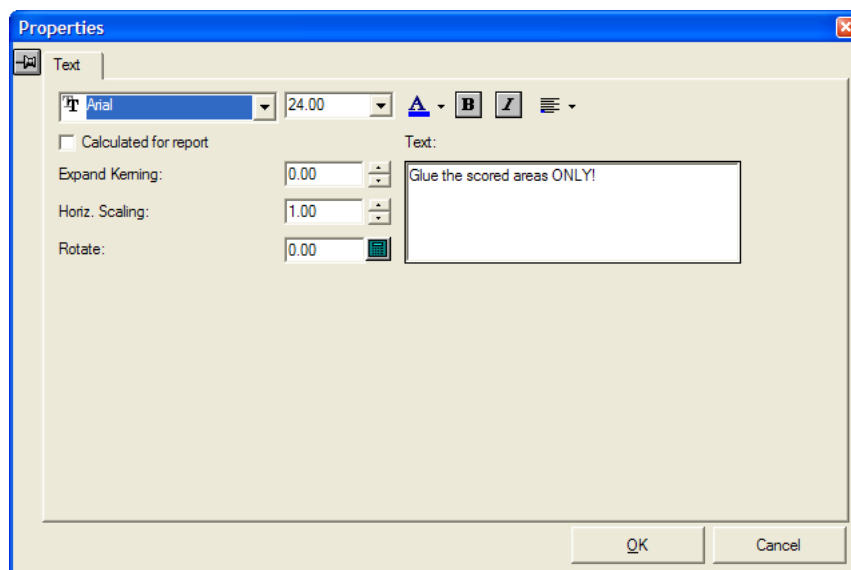 Properties
Text
Arial
24.00
A
B
I
Calculated for report
Text:
Expand Kerning:
0.00
Glue the scored areas ONLY!
Horiz. Scaling:
1.00
Rotate:
0.00
OK
Cancel